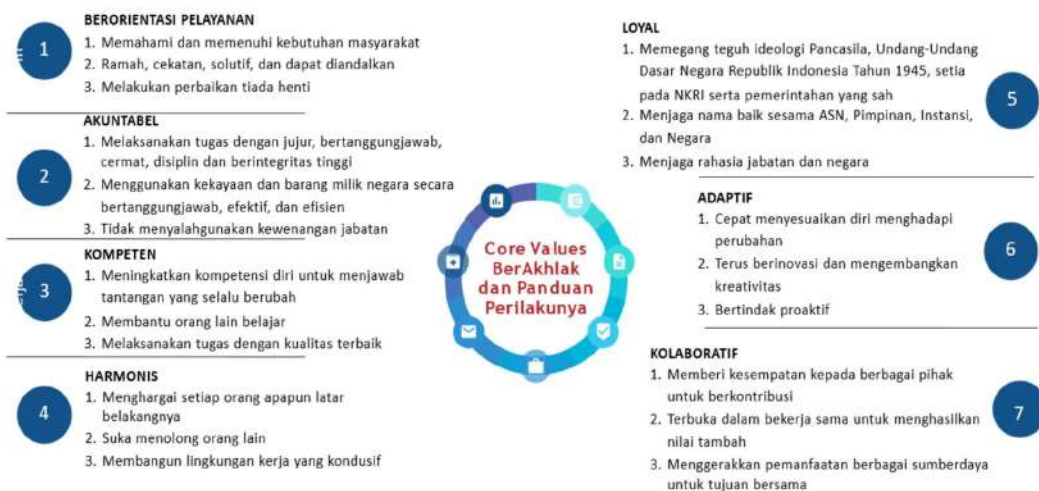 1
BERORIENTASI PELAYANAN
1. Memahami dan memenuhi kebutuhan masyarakat
2. Ramah, cekatan, solutif, dan dapat diandalkan
3. Melakukan perbaikan tiada henti
2
AKUNTABEL
1. Melaksanakan tugas dengan jujur, bertanggungjawab,
cermat, disiplin dan berintegritas tinggi
2. Menggunakan kekayaan dan barang milik negara secara
bertanggungjawab, efektif, dan efisien
3. Tidak menyalahgunakan kewenangan jabatan
3
KOMPETEN
1. Meningkatkan kompetensi diri untuk menjawab
tantangan yang selalu berubah
2. Membantu orang lain belajar
3. Melaksanakan tugas dengan kualitas terbaik
4
HARMONIS
1. Menghargai setiap orang apapun latar
belakangnya
2. Suka menolong orang lain
3. Membangun lingkungan kerja yang kondusif
Core Values
BerAkhlak
dan Panduan
Perilakunya
LOYAL
1. Memegang teguh ideologi Pancasila, Undang-Undang
Dasar Negara Republik Indonesia Tahun 1945, setia
pada NKRI serta pemerintahan yang sah
2. Menjaga nama baik sesama ASN, Pimpinan, Instansi,
dan Negara
3. Menjaga rahasia jabatan dan negara
5
ADAPTIF
1. Cepat menyesuaikan diri menghadapi
perubahan
2. Terus berinovasi dan mengembangkan
kreativitas
3. Bertindak proaktif
6
KOLABORATIF
1. Memberi kesempatan kepada berbagai pihak
untuk berkontribusi
2. Terbuka dalam bekerja sama untuk menghasilkan
nilai tambah
3. Menggerakkan pemanfaatan berbagai sumberdaya
untuk tujuan bersama
7